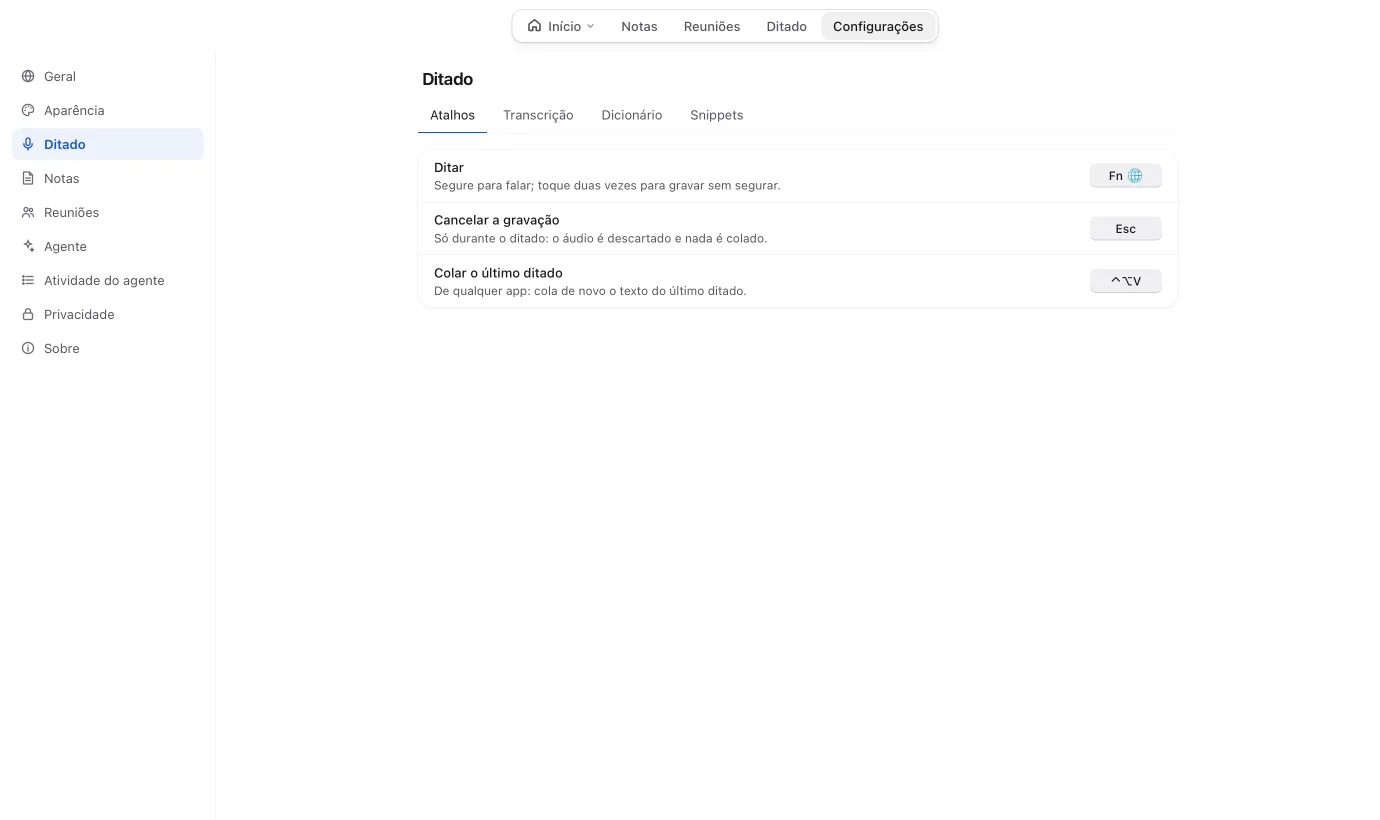 Início
Notas
Reuniões
Ditado
Configurações
Geral
Aparência
Ditado
Notas
Reuniões
Agente
Atividade do agente
Privacidade
Sobre
Ditado
Atalhos
Transcrição
Dicionário
Snippets
Ditar
Segure para falar; toque duas vezes para gravar sem segurar.
Fn 🌐
Cancelar a gravação
Só durante o ditado: o áudio é descartado e nada é colado.
Esc
Colar o último ditado
De qualquer app: cola de novo o texto do último ditado.
⌃⌥V